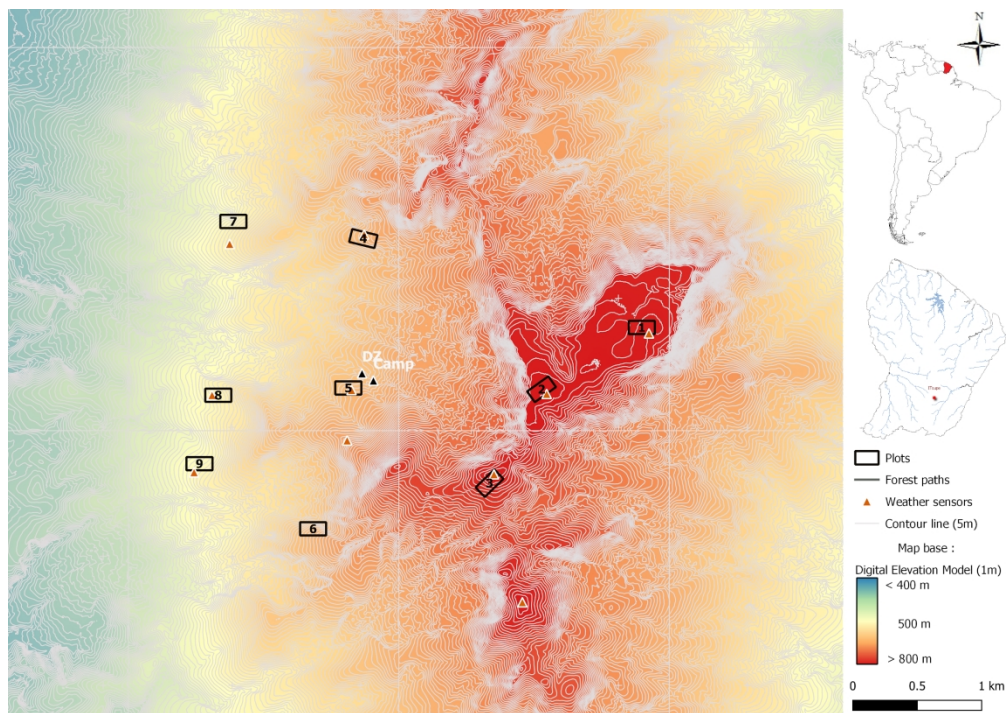 N
7
4
1
DZ
Camp
5
2
8
9
3
6
Plots
Forest paths
Weather sensors
Contour line (5m)
Map base :
Digital Elevation Model (1m)
< 400 m
500 m
> 800 m
0 0.5 1 km